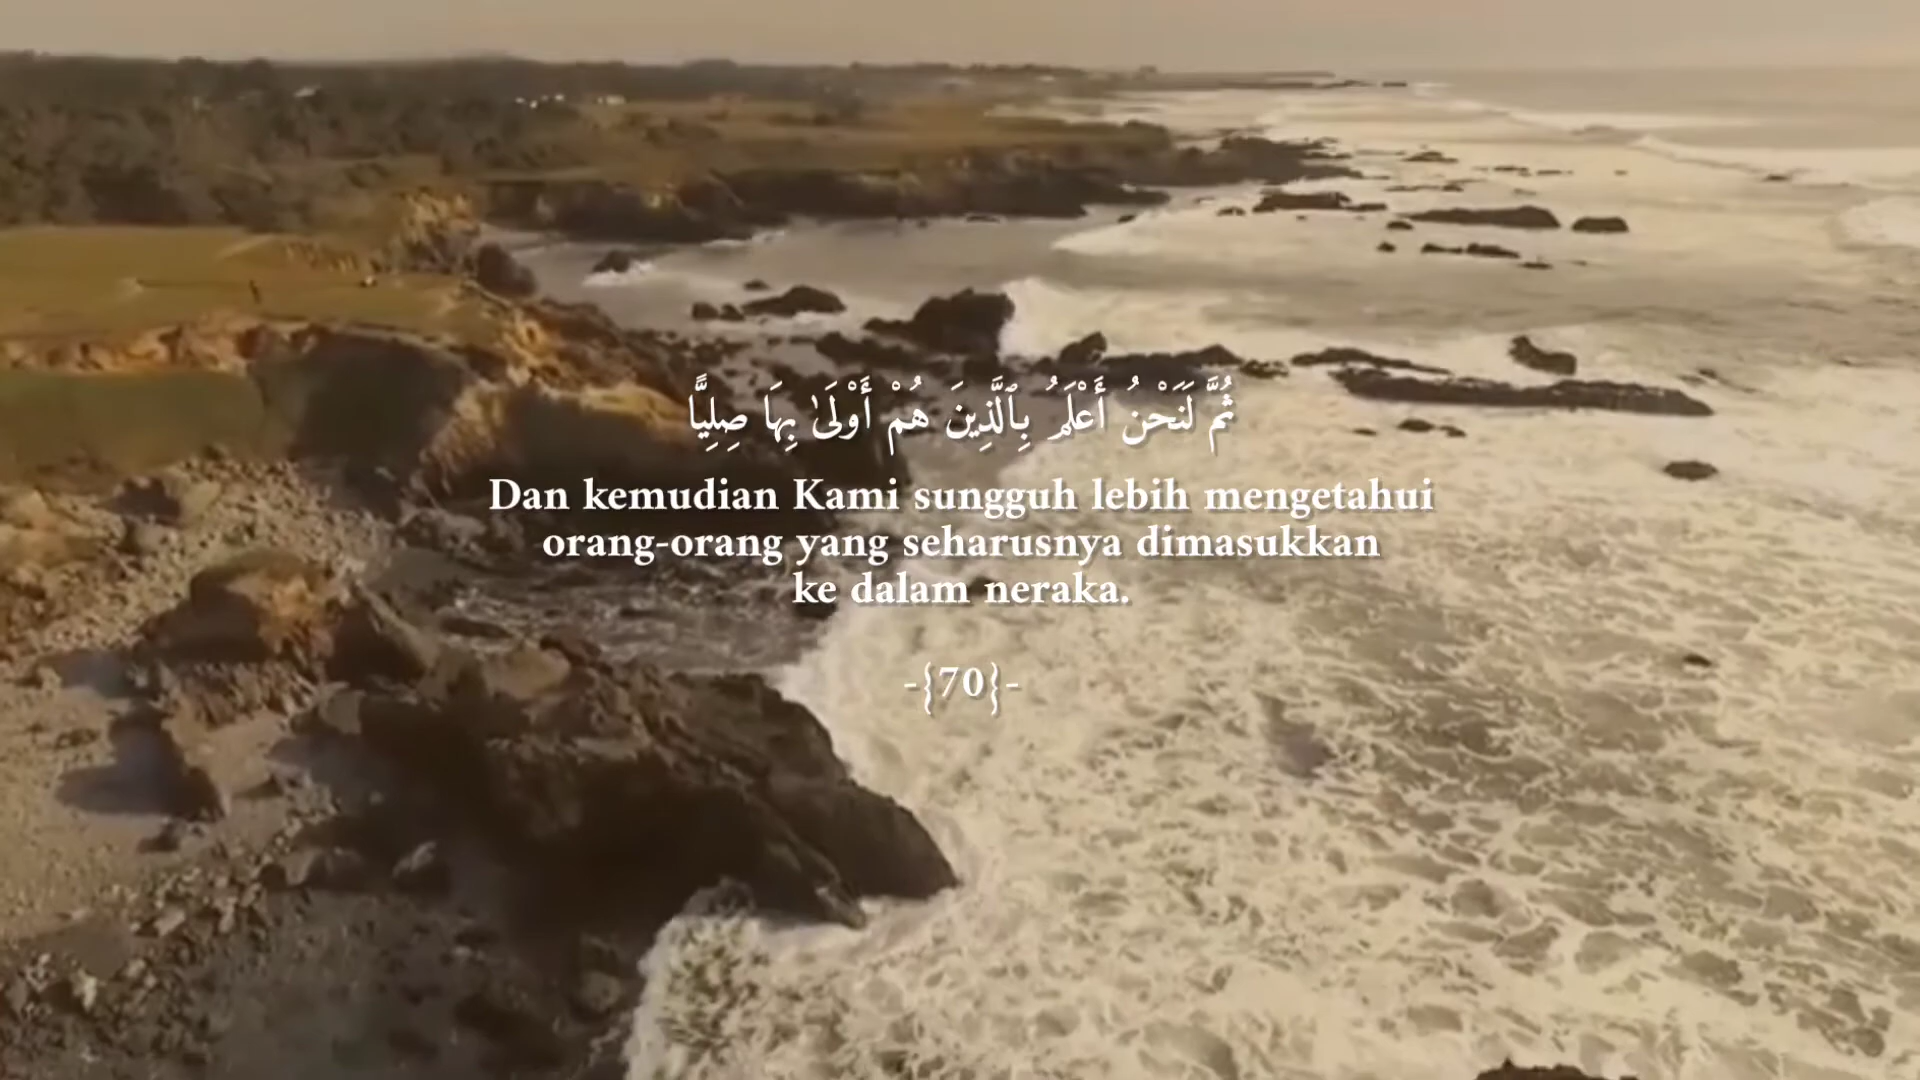 ثُمَّ لَنَحْنُ أَعْلَمُ بِٱلَّذِينَ هُمْ أَوْلَىٰ بِهَا صِلِيًّا
Dan kemudian Kami sungguh lebih mengetahui
orang-orang yang seharusnya dimasukkan
ke dalam neraka.
-{70}-